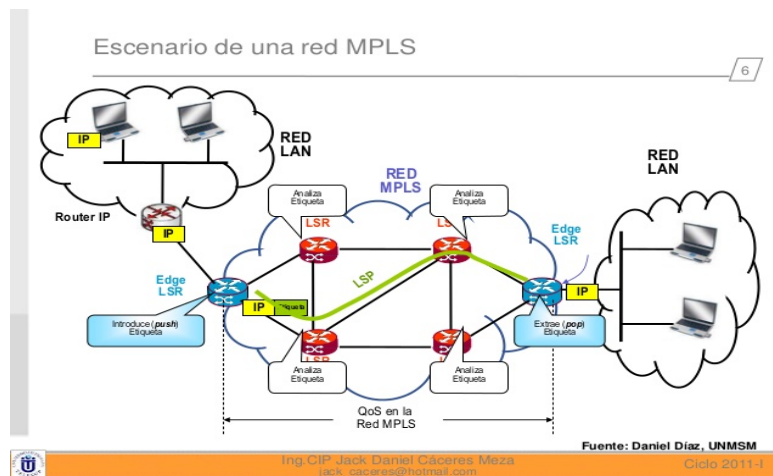 Escenario de una red MPLS
6
IP
RED
LAN
RED
LAN
RED
MPLS
Analiza
Etiqueta
Analiza
Etiqueta
Router IP
IP
LSR
LSR
Edge
LSR
Edge
LSR
LSP
IP
Etiqueta
IP
Introduce (push)
Etiqueta
Extrae (pop)
Etiqueta
LSR
Analiza
Etiqueta
Analiza
Etiqueta
QoS en la
Red MPLS
Fuente: Daniel Díaz, UNMSM
Ing.CIP Jack Daniel Cáceres Meza
jack_caceres@hotmail.com
Ciclo 2011-I